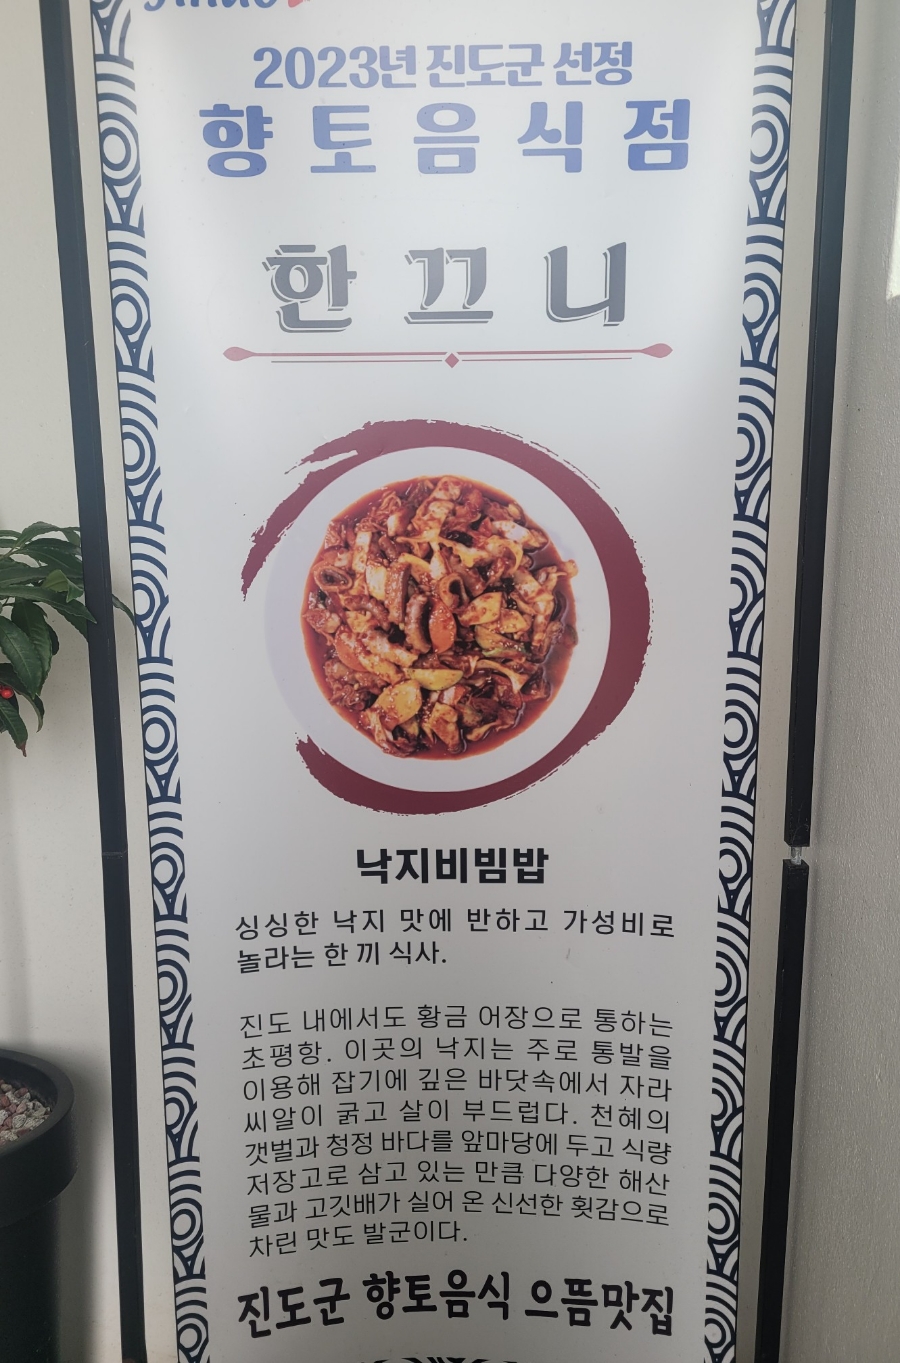 2023년 진도군 선정
향토음식점
한끄니
낙지비빔밥
싱싱한 낙지 맛에 반하고 가성비로
놀라는 한 끼 식사.
진도 내에서도 황금 어장으로 통하는
초평항. 이곳의 낙지는 주로 통발을
이용해 잡기에 깊은 바닷속에서 자라
씨알이 굵고 살이 부드럽다. 천혜의
갯벌과 청정 바다를 앞마당에 두고 식량
저장고로 삼고 있는 만큼 다양한 해산
물과 고깃배가 실어 온 신선한 횟감으로
차린 맛도 발군이다.
진도군 향토음식 으뜸맛집